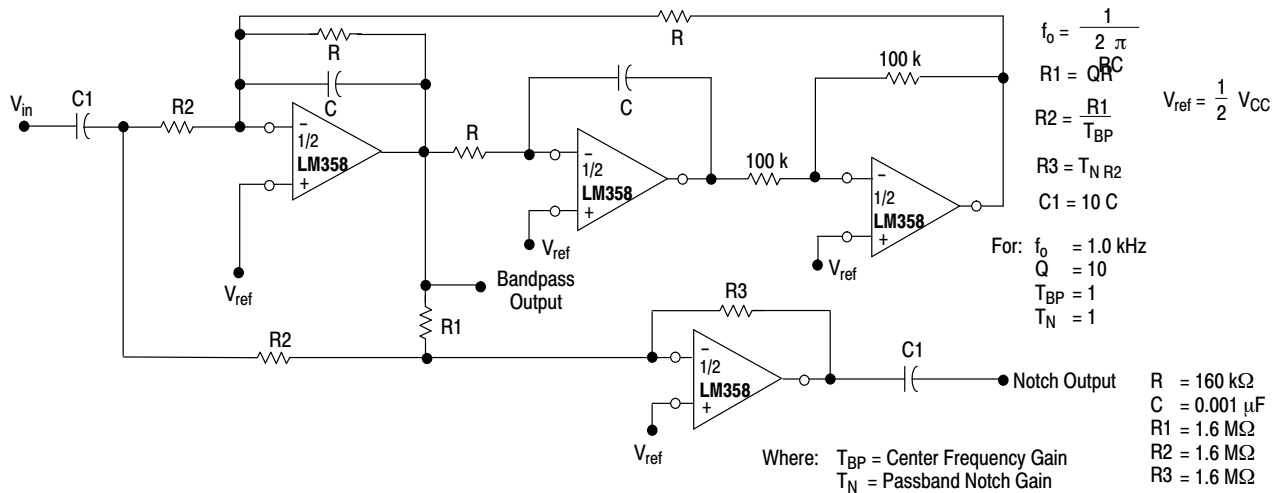 R
R
C
C1
V_in
R2
–
1/2
LM358
+
V_ref
R
C
–
1/2
LM358
+
V_ref
100 k
100 k
–
1/2
LM358
+
V_ref
Bandpass
Output
R1
R2
R3
–
1/2
LM358
+
V_ref
C1
Notch Output
f_o = 1
2 π
RC
R1 = QR
R2 = R1
T_BP
R3 = T_N R2
C1 = 10 C
V_ref = 1/2 V_CC
For: f_o = 1.0 kHz
Q = 10
T_BP = 1
T_N = 1
R = 160 kΩ
C = 0.001 μF
R1 = 1.6 MΩ
R2 = 1.6 MΩ
R3 = 1.6 MΩ
Where: T_BP = Center Frequency Gain
T_N = Passband Notch Gain